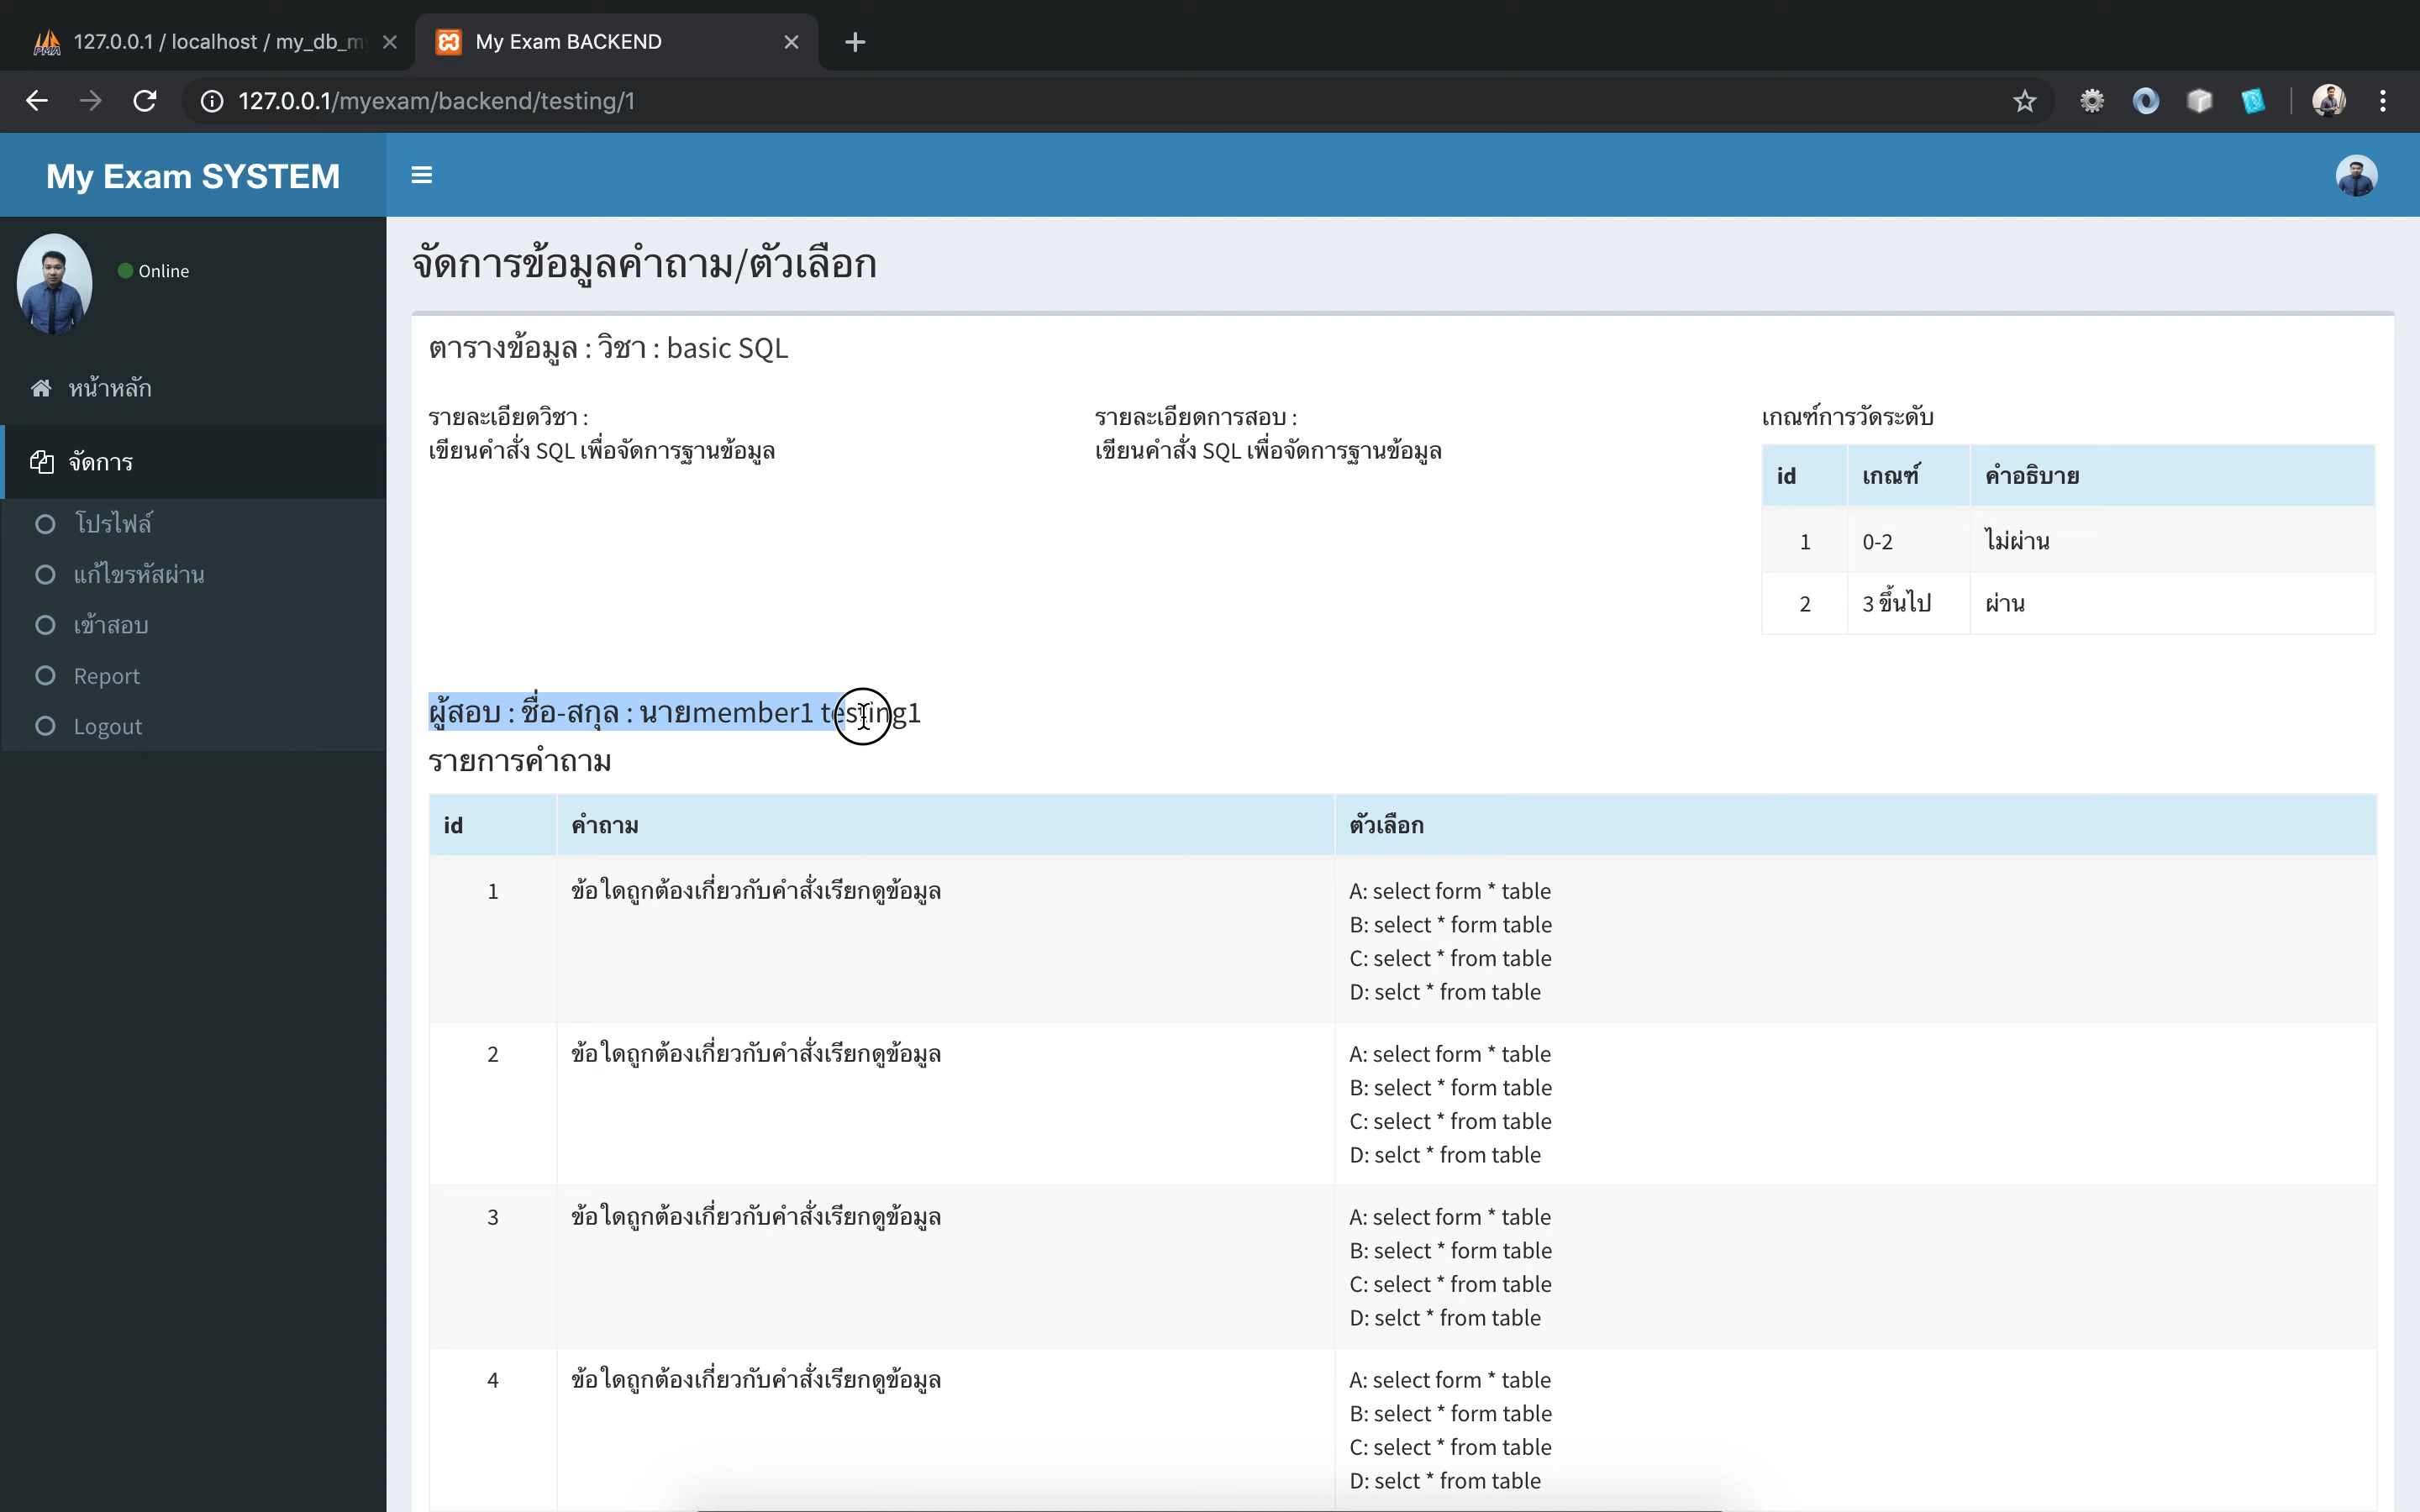 127.0.0.1 / localhost / my_db_m
My Exam BACKEND
127.0.0.1/myexam/backend/testing/1
My Exam SYSTEM
Online
หน้าหลัก
จัดการ
โปรไฟล์
แก้ไขรหัสผ่าน
เข้าสอบ
Report
Logout
จัดการข้อมูลคำถาม/ตัวเลือก
ตารางข้อมูล : วิชา : basic SQL
รายละเอียดวิชา :
เขียนคำสั่ง SQL เพื่อจัดการฐานข้อมูล
รายละเอียดการสอบ :
เขียนคำสั่ง SQL เพื่อจัดการฐานข้อมูล
เกณฑ์การวัดระดับ
id เกณฑ์ คำอธิบาย
1 0-2 ไม่ผ่าน
2 3 ขึ้นไป ผ่าน
ผู้สอบ : ชื่อ-สกุล : นายmember1 testing1
รายการคำถาม
id คำถาม ตัวเลือก
1 ข้อใดถูกต้องเกี่ยวกับคำสั่งเรียกดูข้อมูล A: select form * table
B: select * form table
C: select * from table
D: selct * from table
2 ข้อใดถูกต้องเกี่ยวกับคำสั่งเรียกดูข้อมูล A: select form * table
B: select * form table
C: select * from table
D: selct * from table
3 ข้อใดถูกต้องเกี่ยวกับคำสั่งเรียกดูข้อมูล A: select form * table
B: select * form table
C: select * from table
D: selct * from table
4 ข้อใดถูกต้องเกี่ยวกับคำสั่งเรียกดูข้อมูล A: select form * table
B: select * form table
C: select * from table
D: selct * from table